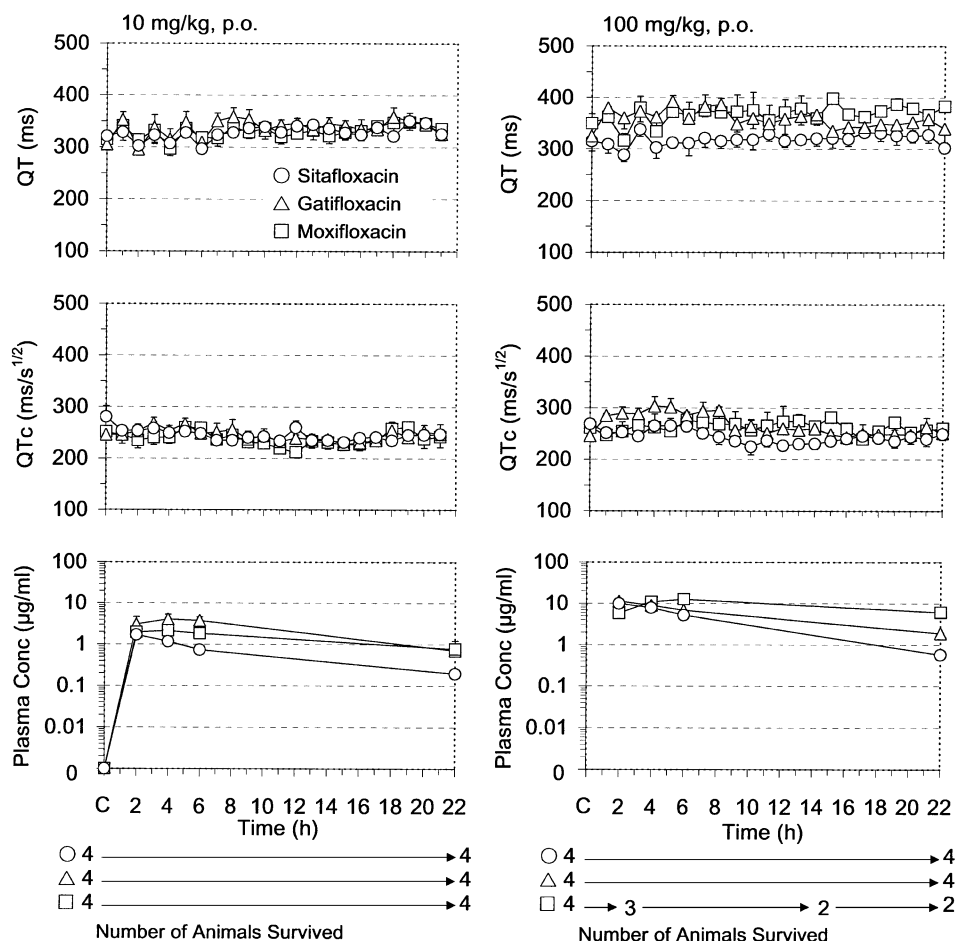 10 mg/kg, p.o.
500
400
300
200
100
QT (ms)
Sitafloxacin
Gatifloxacin
Moxifloxacin
100 mg/kg, p.o.
500
400
300
200
100
QT (ms)
500
400
300
200
100
QTc (ms/s1/2)
500
400
300
200
100
QTc (ms/s1/2)
100
10
1
0.1
0.01
0
Plasma Conc (µg/ml)
C 2 4 6 8 10 12 14 16 18 20 22
Time (h)
4 4
4 4
4 4
Number of Animals Survived
100
10
1
0.1
0.01
0
Plasma Conc (µg/ml)
C 2 4 6 8 10 12 14 16 18 20 22
Time (h)
4 4
4 4
4 3 2 2
Number of Animals Survived